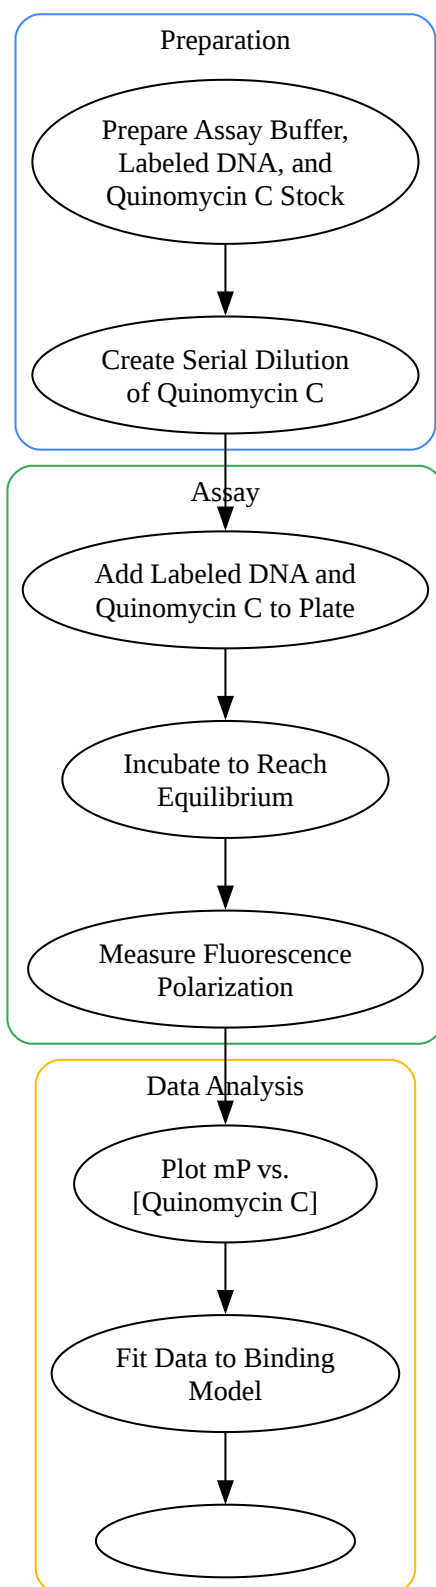 Preparation
Prepare Assay Buffer,
Labeled DNA, and
Quinomycin C Stock
Create Serial Dilution
of Quinomycin C
Assay
Add Labeled DNA and
Quinomycin C to Plate
Incubate to Reach
Equilibrium
Measure Fluorescence
Polarization
Data Analysis
Plot mP vs.
[Quinomycin C]
Fit Data to Binding
Model